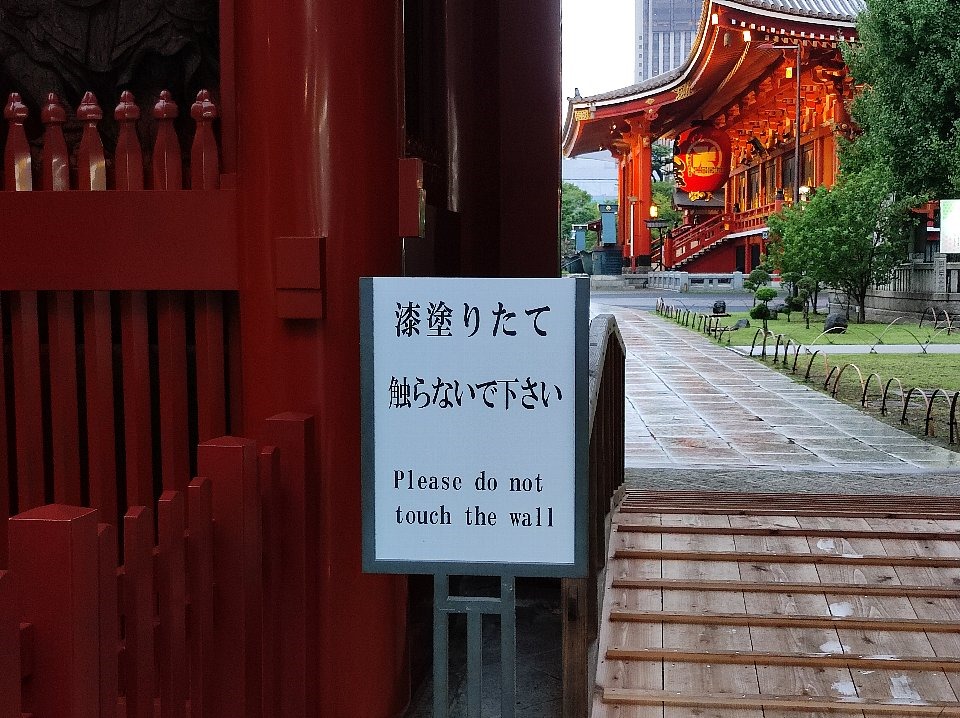 漆塗りたて
触らないで下さい
Please do not
touch the wall